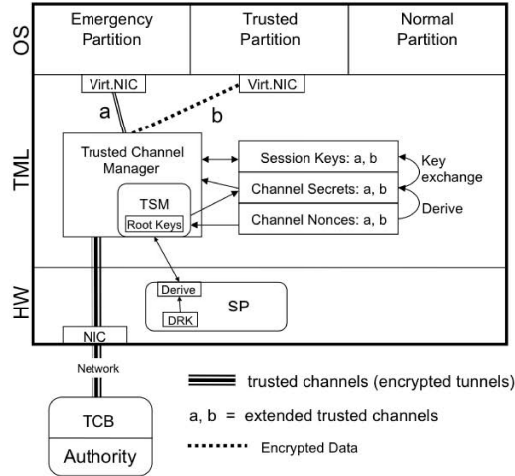 OS
Emergency
Partition
Trusted
Partition
Normal
Partition
TML
Virt.NIC
Virt.NIC
a
b
Trusted Channel
Manager
TSM
Root Keys
Session Keys: a, b
Channel Secrets: a, b
Channel Nonces: a, b
Key
exchange
Derive
HW
Derive
DRK
SP
NIC
Network
TCB
Authority
trusted channels (encrypted tunnels)
a, b = extended trusted channels
Encrypted Data